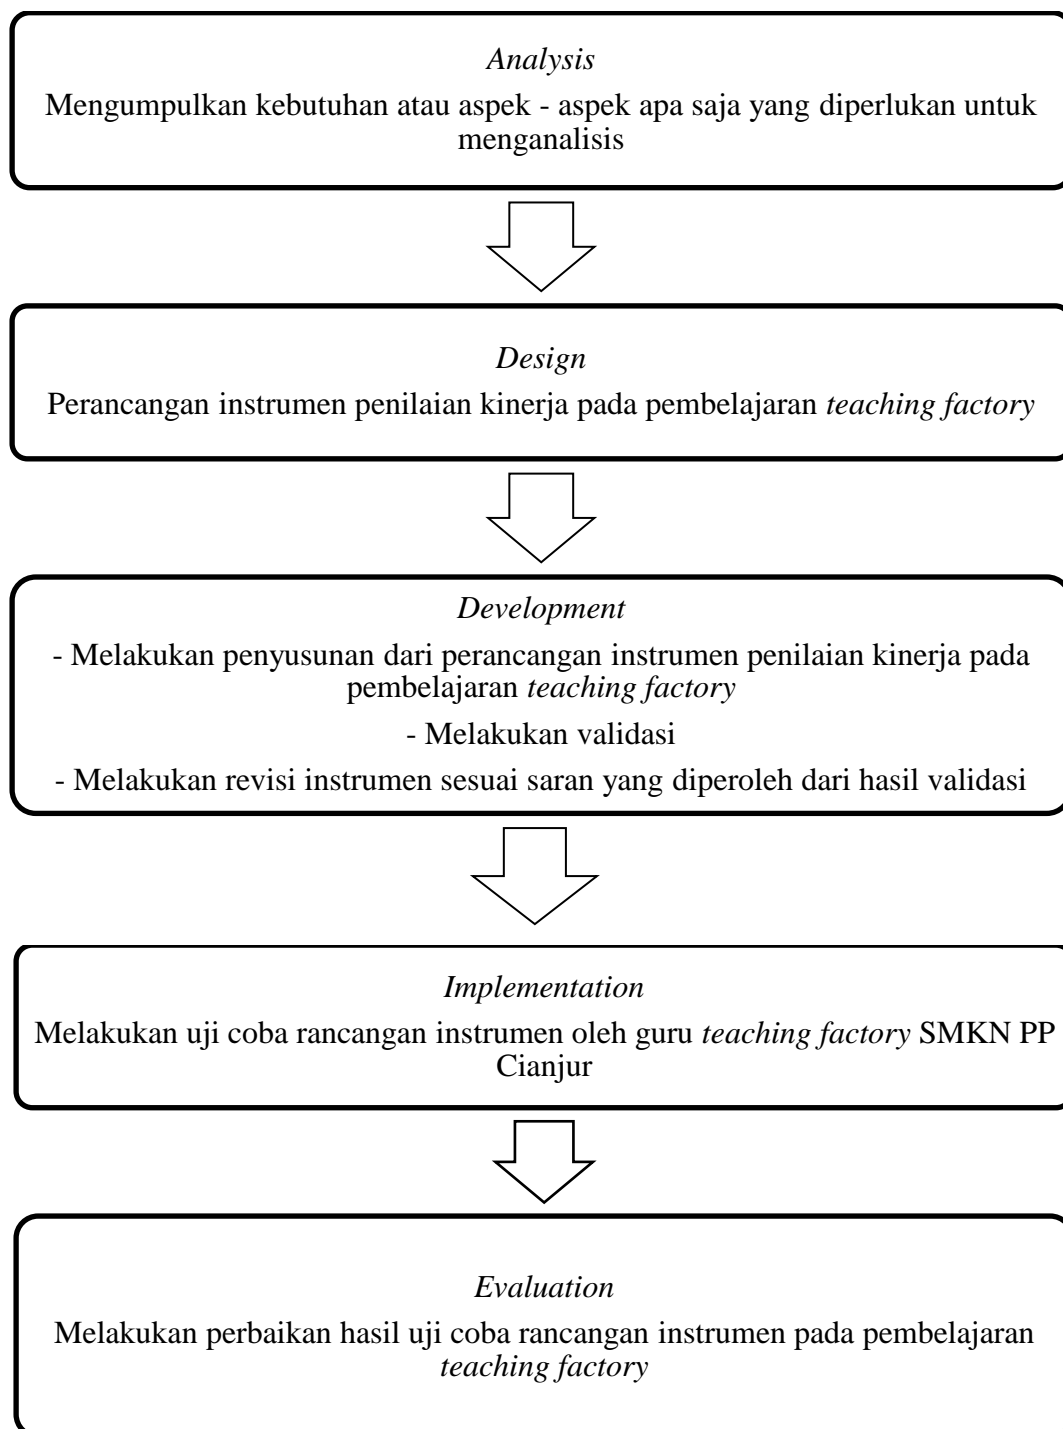 Analysis
Mengumpulkan kebutuhan atau aspek - aspek apa saja yang diperlukan untuk
menganalisis
Design
Perancangan instrumen penilaian kinerja pada pembelajaran teaching factory
Development
- Melakukan penyusunan dari perancangan instrumen penilaian kinerja pada
pembelajaran teaching factory
- Melakukan validasi
- Melakukan revisi instrumen sesuai saran yang diperoleh dari hasil validasi
Implementation
Melakukan uji coba rancangan instrumen oleh guru teaching factory SMKN PP
Cianjur
Evaluation
Melakukan perbaikan hasil uji coba rancangan instrumen pada pembelajaran
teaching factory